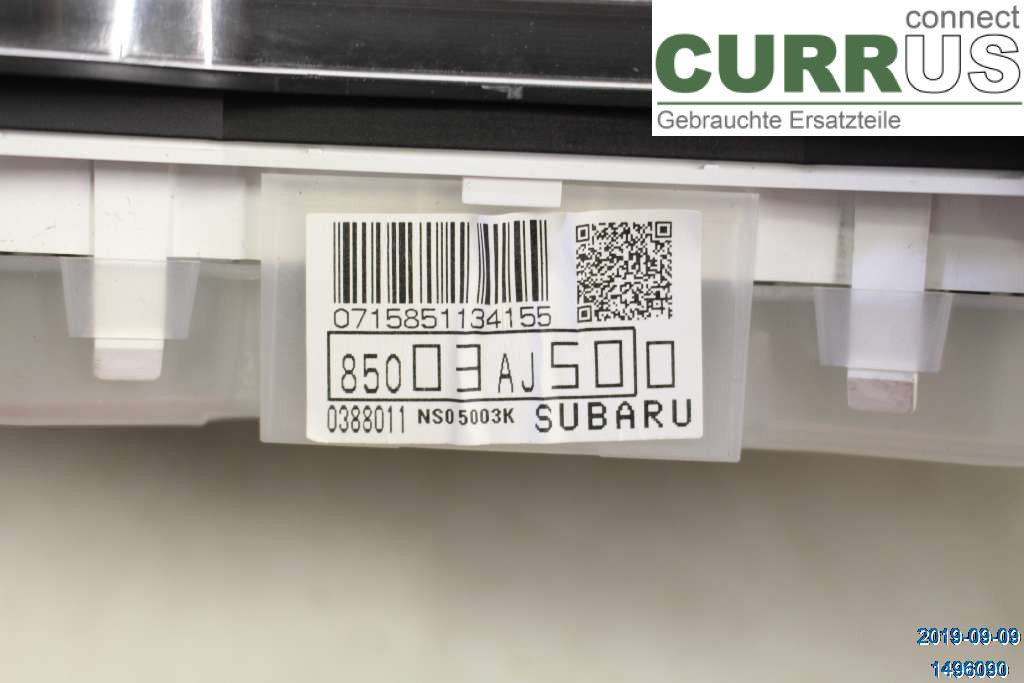 connect
CURRUS
Gebrauchte Ersatzteile
0715851134155
85003AJ500
0388011 NS05003K SUBARU
2019-09-09
1496090